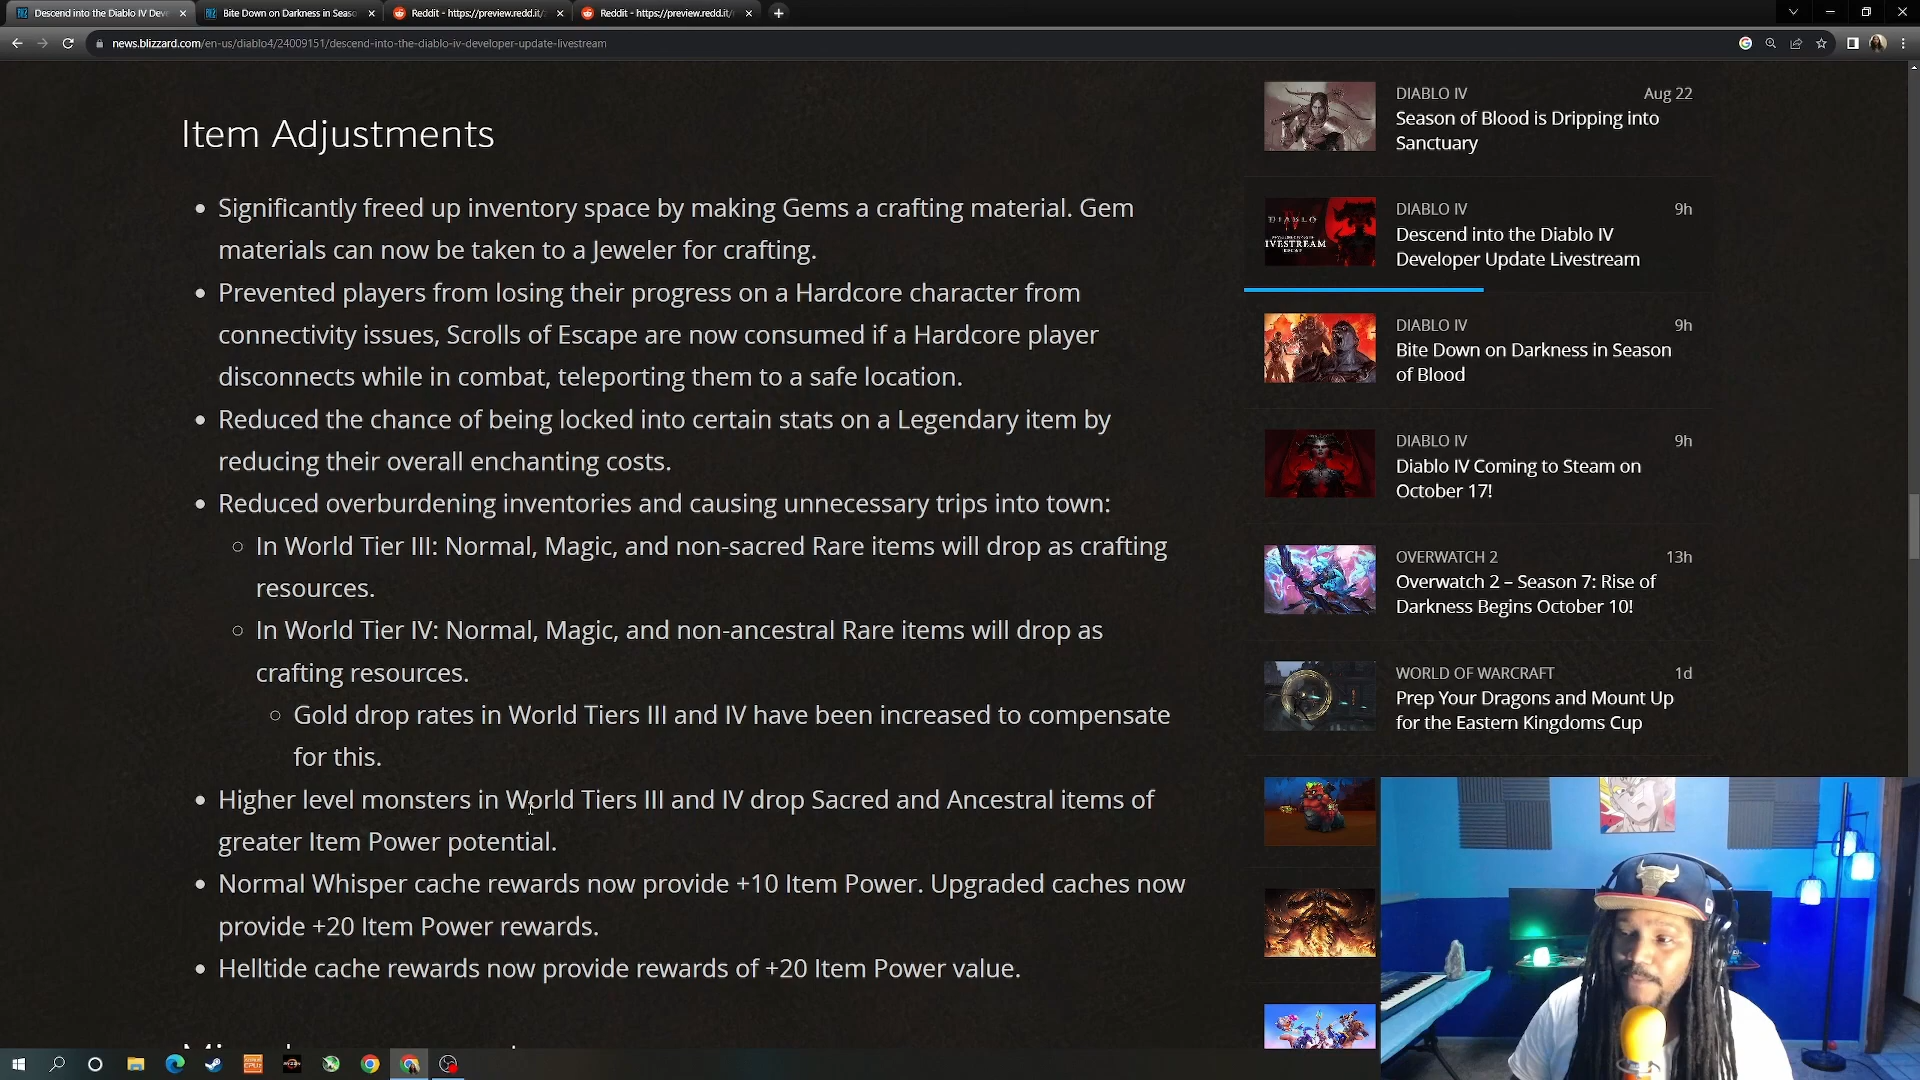 Descend into the Diablo IV Dev
Bite Down on Darkness in Seaso
Reddit - https://preview.redd.it/
Reddit - https://preview.redd.it/
news.blizzard.com/en-us/diablo4/24009151/descend-into-the-diablo-iv-developer-update-livestream
Item Adjustments
Significantly freed up inventory space by making Gems a crafting material. Gem
materials can now be taken to a Jeweler for crafting.
Prevented players from losing their progress on a Hardcore character from
connectivity issues, Scrolls of Escape are now consumed if a Hardcore player
disconnects while in combat, teleporting them to a safe location.
Reduced the chance of being locked into certain stats on a Legendary item by
reducing their overall enchanting costs.
Reduced overburdening inventories and causing unnecessary trips into town:
In World Tier III: Normal, Magic, and non-sacred Rare items will drop as crafting
resources.
In World Tier IV: Normal, Magic, and non-ancestral Rare items will drop as
crafting resources.
Gold drop rates in World Tiers III and IV have been increased to compensate
for this.
Higher level monsters in World Tiers III and IV drop Sacred and Ancestral items of
greater Item Power potential.
Normal Whisper cache rewards now provide +10 Item Power. Upgraded caches now
provide +20 Item Power rewards.
Helltide cache rewards now provide rewards of +20 Item Power value.
DIABLO IV Aug 22
Season of Blood is Dripping into
Sanctuary
DIABLO
LIVESTREAM
DIABLO IV 9h
Descend into the Diablo IV
Developer Update Livestream
DIABLO IV 9h
Bite Down on Darkness in Season
of Blood
DIABLO IV 9h
Diablo IV Coming to Steam on
October 17!
OVERWATCH 2 13h
Overwatch 2 – Season 7: Rise of
Darkness Begins October 10!
WORLD OF WARCRAFT 1d
Prep Your Dragons and Mount Up
for the Eastern Kingdoms Cup